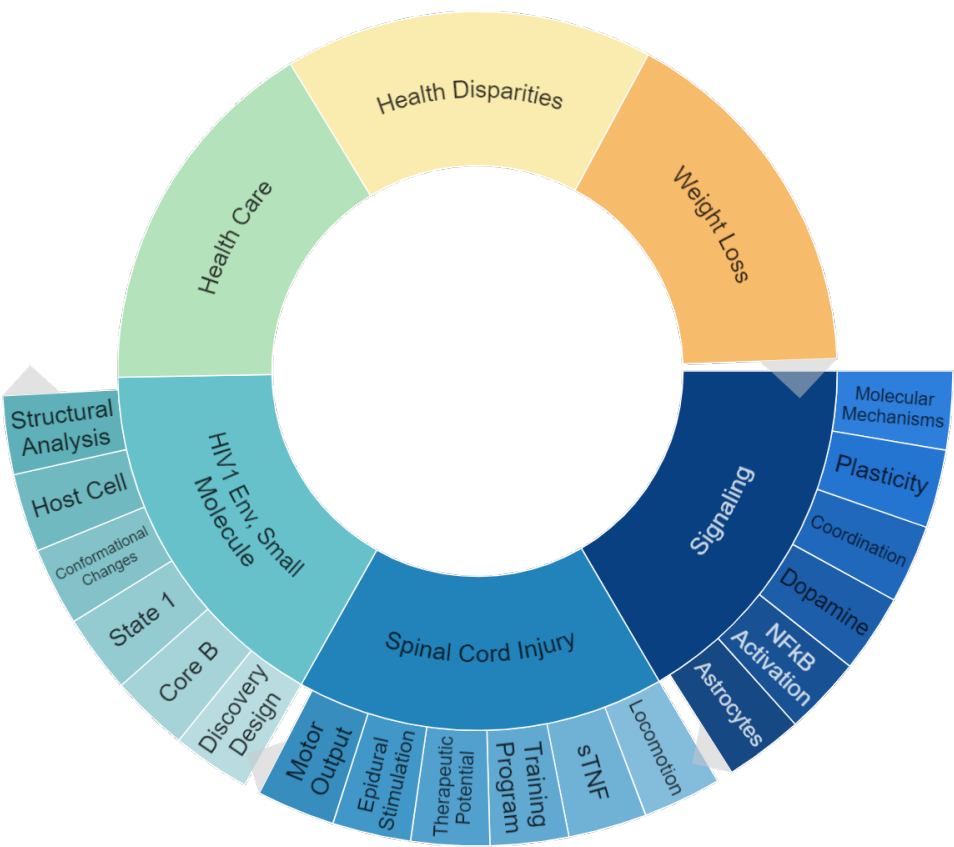 Health Disparities
Weight Loss
Health Care
Signaling
HIV1 Env, Small
Molecule
Spinal Cord Injury
Molecular
Mechanisms
Plasticity
Coordination
Dopamine
NFkB
Activation
Astrocytes
Locomotion
sTNF
Training
Program
Therapeutic
Potential
Epidural
Stimulation
Motor
Output
Discovery
Design
Core B
State 1
Conformational
Changes
Host Cell
Structural
Analysis